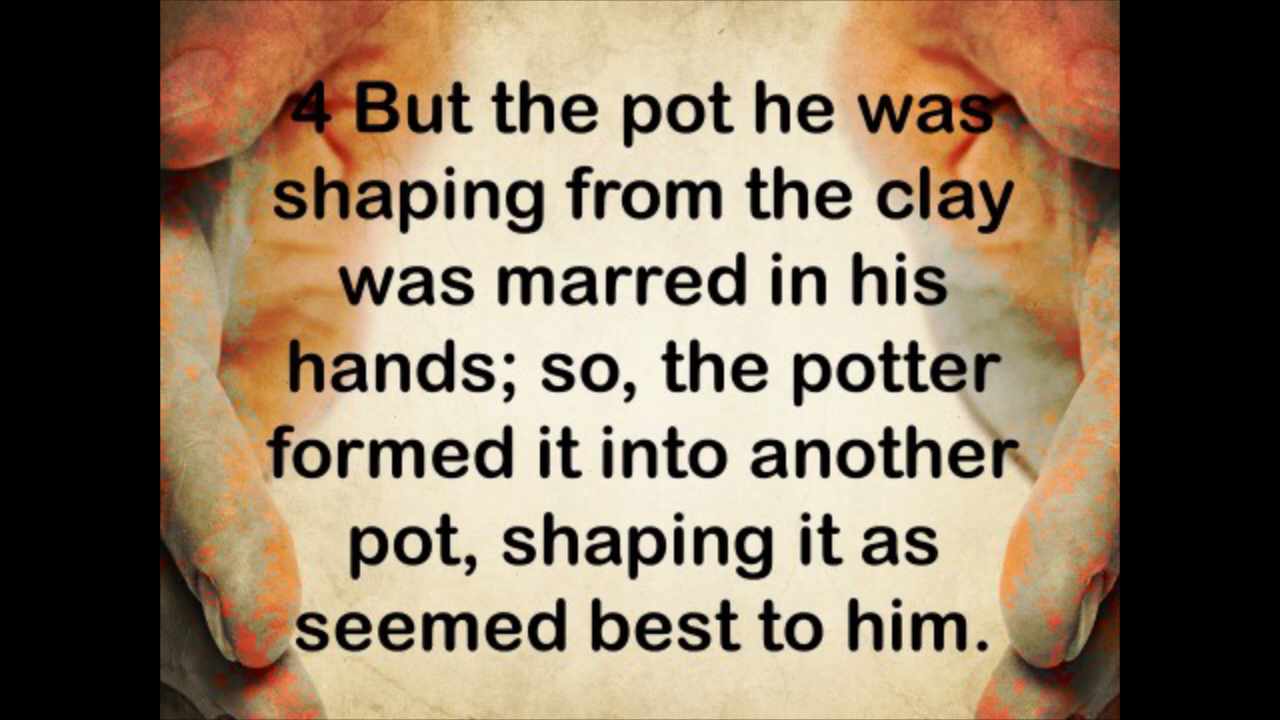 4 But the pot he was
shaping from the clay
was marred in his
hands; so, the potter
formed it into another
pot, shaping it as
seemed best to him.